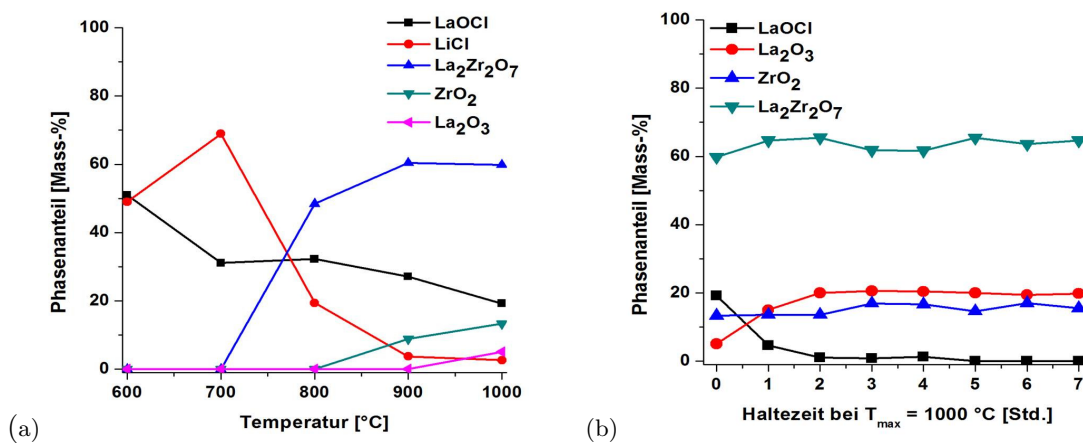 100
80
60
40
20
0
Phasenanteil [Mass-%]
LaOCl
LiCl
La₂Zr₂O₇
ZrO₂
La₂O₃
600 700 800 900 1000
Temperatur [°C]
(a)
100
80
60
40
20
0
Phasenanteil [Mass-%]
LaOCl
La₂O₃
ZrO₂
La₂Zr₂O₇
0 1 2 3 4 5 6 7
Haltezeit bei Tmax = 1000 °C [Std.]
(b)